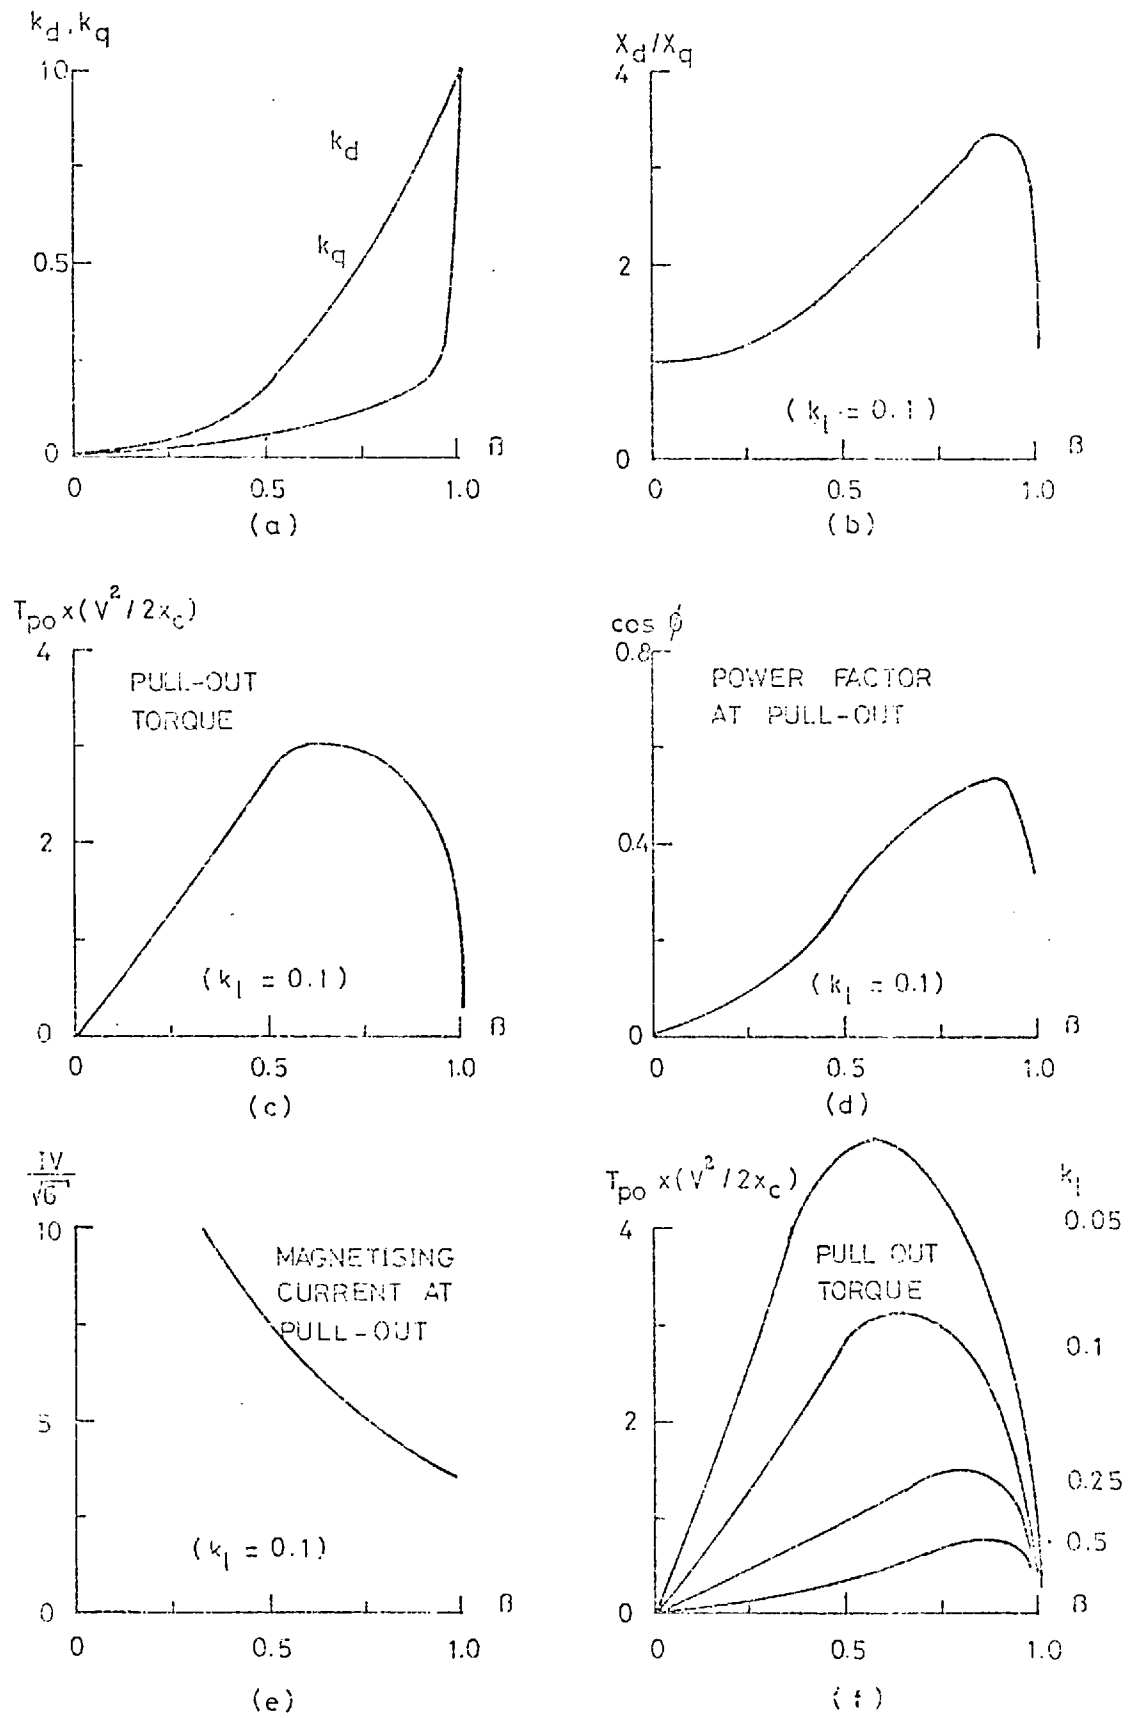 k_d, k_q
1.0
k_d
0.5
k_q
0
β
0 0.5 1.0
(a)
X_d/X_q
4
2
(k_l = 0.1)
0
β
0 0.5 1.0
(b)
T_po x(V²/2x_c)
4
PULL-OUT
TORQUE
2
(k_l = 0.1)
0
β
0 0.5 1.0
(c)
cos φ
0.8
POWER FACTOR
AT PULL-OUT
0.4
(k_l = 0.1)
0
β
0 0.5 1.0
(d)
IV
√6
10
MAGNETISING
CURRENT AT
PULL-OUT
5
(k_l = 0.1)
0
β
0 0.5 1.0
(e)
T_po x(V²/2x_c)
k_l
0.05
4
PULL OUT
TORQUE
0.1
2
0.25
0.5
0
β
0 0.5 1.0
(f)